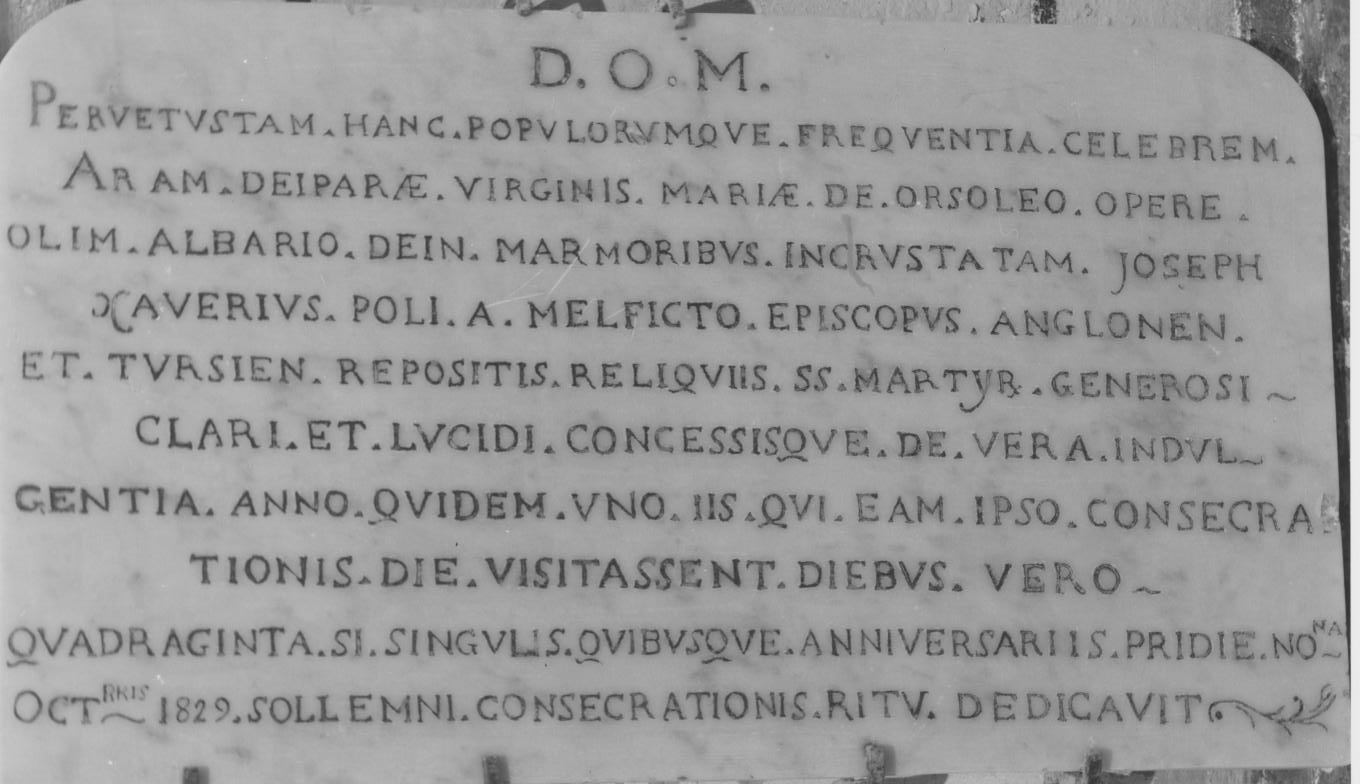 D. O. M.
PERVETVSTAM. HANC. POPVLORVMQVE. FREQVENTIA. CELEBREM.
ARAM. DEIPARÆ. VIRGINIS. MARIÆ. DE. ORSOLEO. OPERE.
OLIM. ALBARIO. DEIN. MARMORIBVS. INCRVSTATAM. JOSEPH
XAVERIVS. POLI. A. MELFICTO. EPISCOPVS. ANGLONEN.
ET. TVRSIEN. REPOSITIS. RELIQVIIS. SS. MARTYR. GENEROSI ~
CLARI. ET. LVCIDI. CONCESSISQVE. DE. VERA. INDVL~
GENTIA. ANNO. QVIDEM. VNO. IIS. QVI. EAM. IPSO. CONSECRA
TIONIS. DIE. VISITASSENT. DIEBVS. VERO ~
QVADRAGINTA. SI. SINGVLIS. QVIBVSQVE. ANNIVERSARIIS. PRIDIE. NONA
OCTRRIS 1829. SOLLEMNI. CONSECRATIONIS. RITV. DEDICAVIT